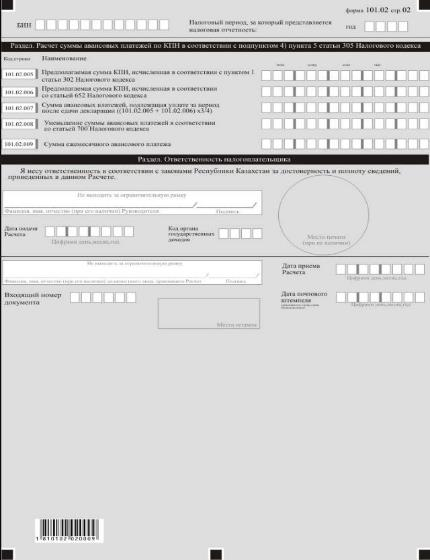 форма 101.02 стр. 02
БИН
Налоговый период, за который представляется
налоговая отчетность:
год
Раздел. Расчет суммы авансовых платежей по КПН в соответствии с подпунктом 4) пункта 5 статьи 305 Налогового кодекса
Код строки Наименование
101.02.005 Предполагаемая сумма КПН, исчисленная в соответствии с пунктом 1
статьи 302 Налогового кодекса
101.02.006 Предполагаемая сумма КПН, исчисленная в соответствии
со статьей 652 Налогового кодекса
101.02.007 Сумма авансовых платежей, подлежащая уплате за период
после сдачи декларации ((101.02.005 + 101.02.006) х3/4)
101.02.008 Уменьшение суммы авансовых платежей в соответствии
со статьей 700 Налогового кодекса
101.02.009 Сумма ежемесячного авансового платежа
Раздел. Ответственность налогоплательщика
Я несу ответственность в соответствии с законами Республики Казахстан за достоверность и полноту сведений,
приведенных в данном Расчете.
Не выходить за ограничительную рамку
Фамилия, имя, отчество (при его наличии) Руководителя Подпись
Дата подачи
Расчета
Цифрами день,месяц,год
Код органа
государственных
доходов
Место печати
(при ее наличии)
Не выходить за ограничительную рамку
Фамилия, имя, отчество (при его наличии) должностного лица, принявшего Расчет Подпись
Дата приема
Расчета
Цифрами день,месяц,год
Входящий номер
документа
Место штампа
Дата почтового
штемпеля
Цифрами день,месяц,год
1 810102 020009